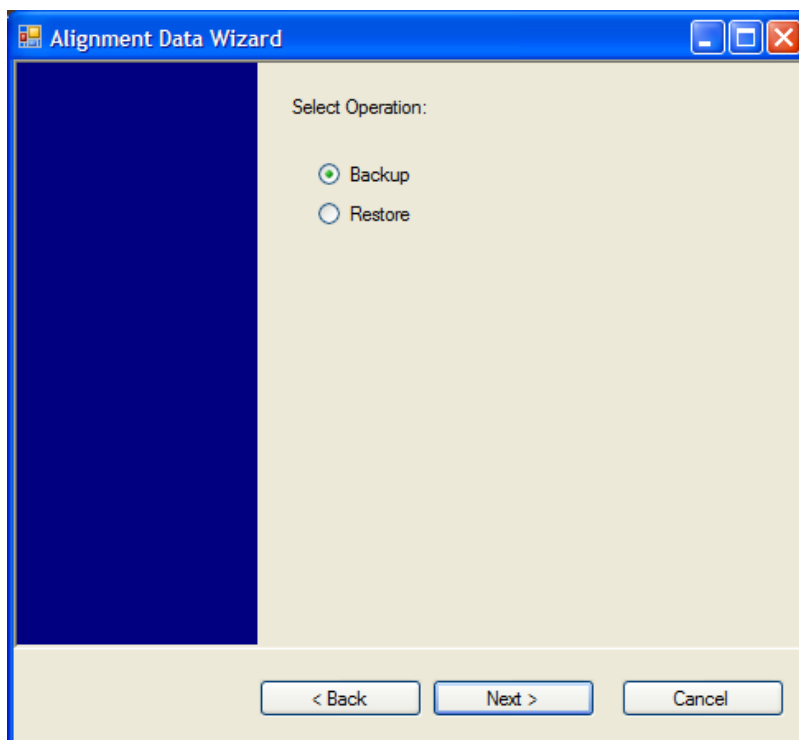 Alignment Data Wizard
Select Operation:
Backup
Restore
< Back Next > Cancel